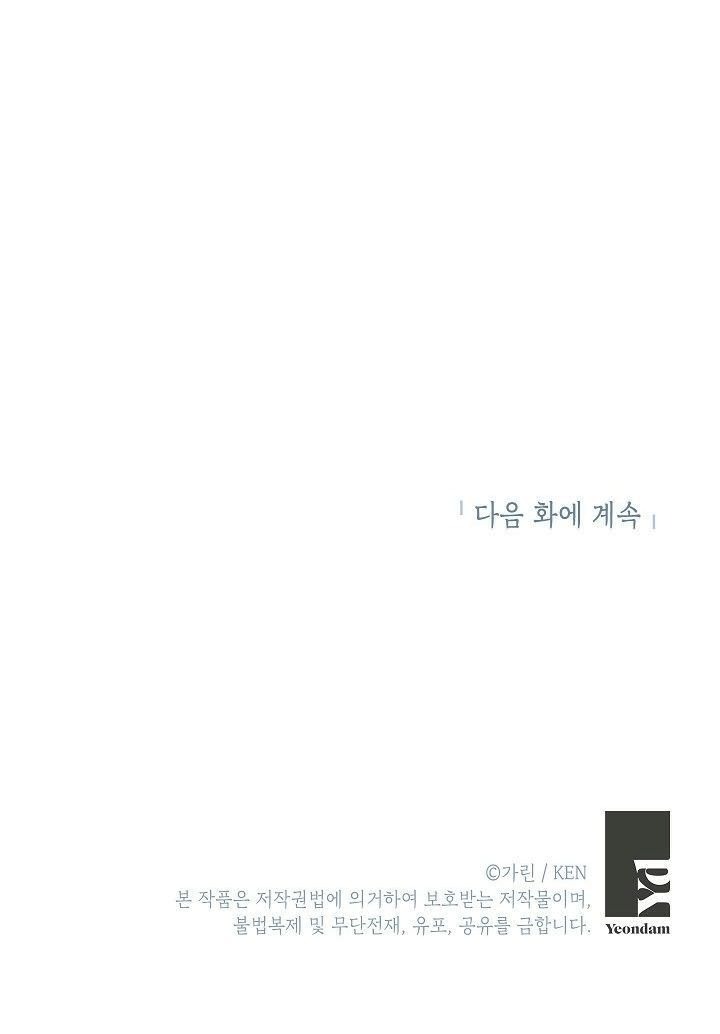 다음 화에 계속
©가린 / KEN
본 작품은 저작권법에 의거하여 보호받는 저작물이며,
불법복제 및 무단전재, 유포, 공유를 금합니다.
Ya
Yeondam